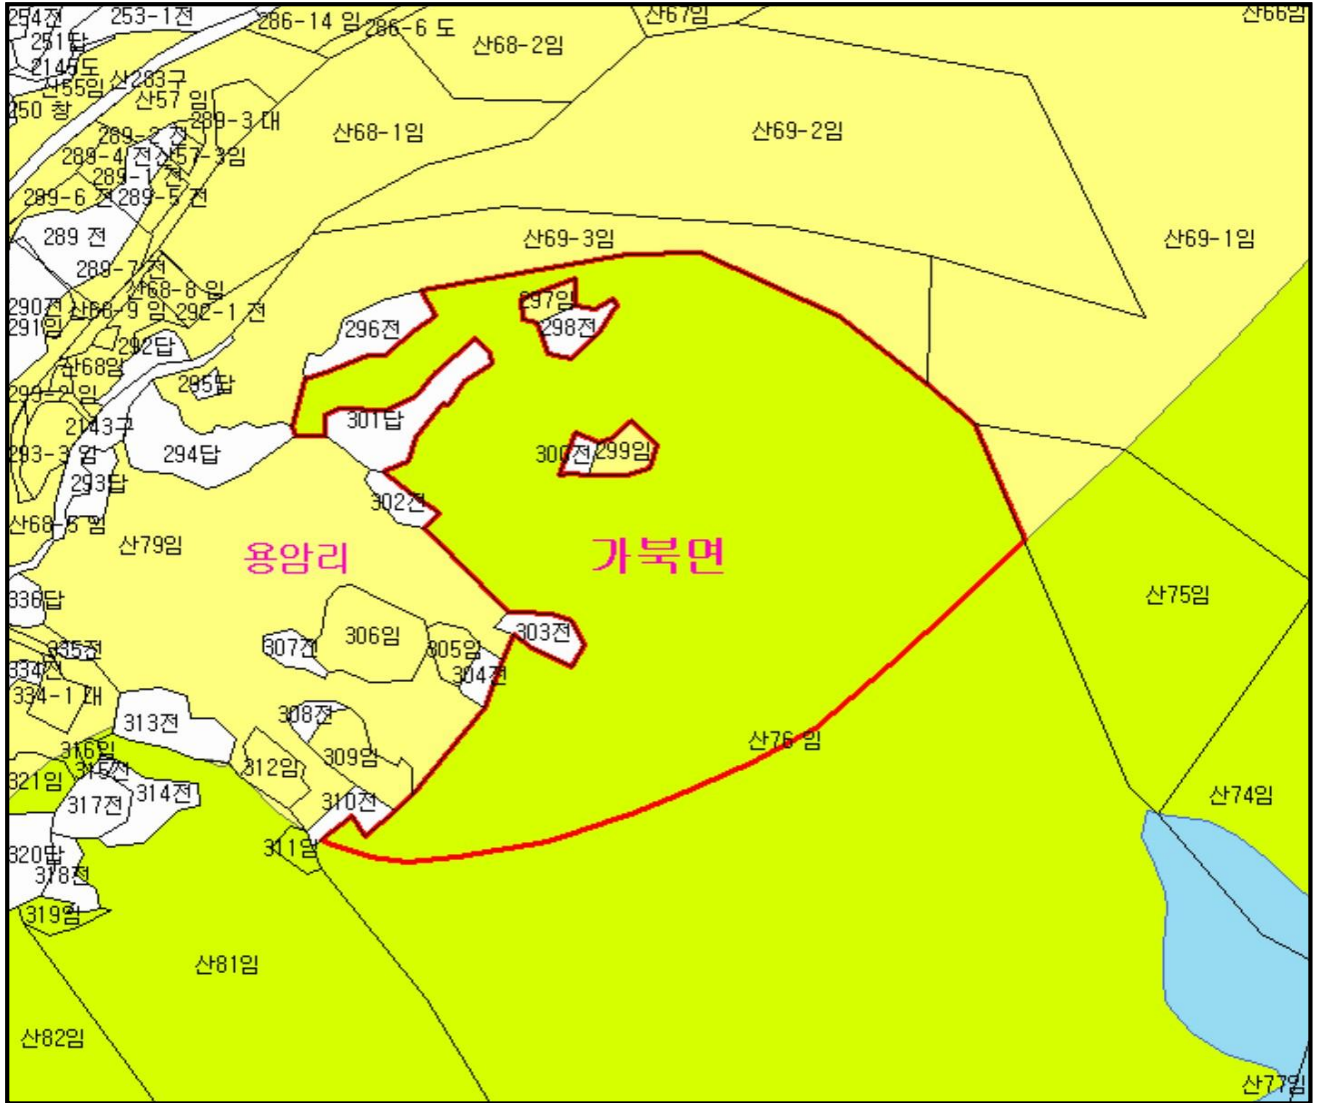 253-1전
286-14 임
286-6 도
산67임
산66임
254전
251답
2145도
산55임
250 창
산283구
산57 임
산68-2임
289-3 대
289-2 전
산68-1임
산69-2임
289-4 전
산57-3임
289-1 전
289-6 전
289-5 전
289 전
산69-3임
산69-1임
289-7 전
산68-8 임
290전
291임
산68-9 임
292-1 전
297임
298전
296전
292답
산68임
295답
299-2 임
2143구
301답
293-3 임
294답
300전
299임
293답
302전
산68-6 임
산79임
용암리
가북면
산75임
336답
335전
307전
306임
305임
303전
334전
304전
334-1 대
313전
308전
산76 임
316임
315전
309임
312임
321임
317전
314전
310전
산74임
320답
311임
318전
319임
산81임
산82임
산77임